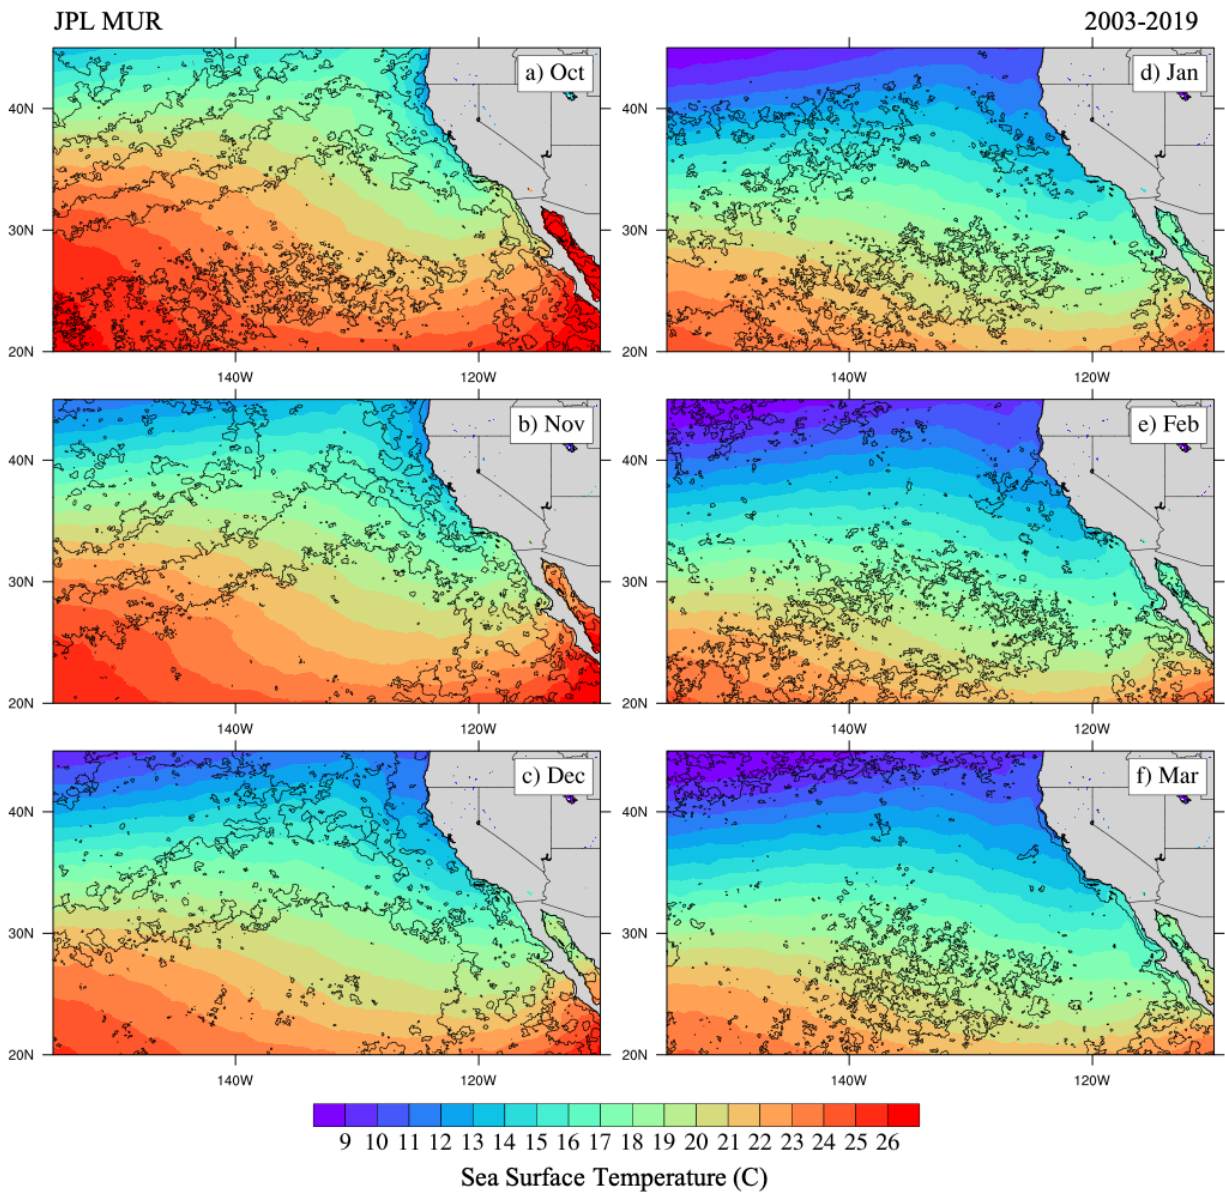 JPL MUR 2003-2019
a) Oct d) Jan
40N 40N
30N 30N
20N 20N
140W 120W 140W 120W
b) Nov e) Feb
40N 40N
30N 30N
20N 20N
140W 120W 140W 120W
c) Dec f) Mar
40N 40N
30N 30N
20N 20N
140W 120W 140W 120W
9 10 11 12 13 14 15 16 17 18 19 20 21 22 23 24 25 26
Sea Surface Temperature (C)